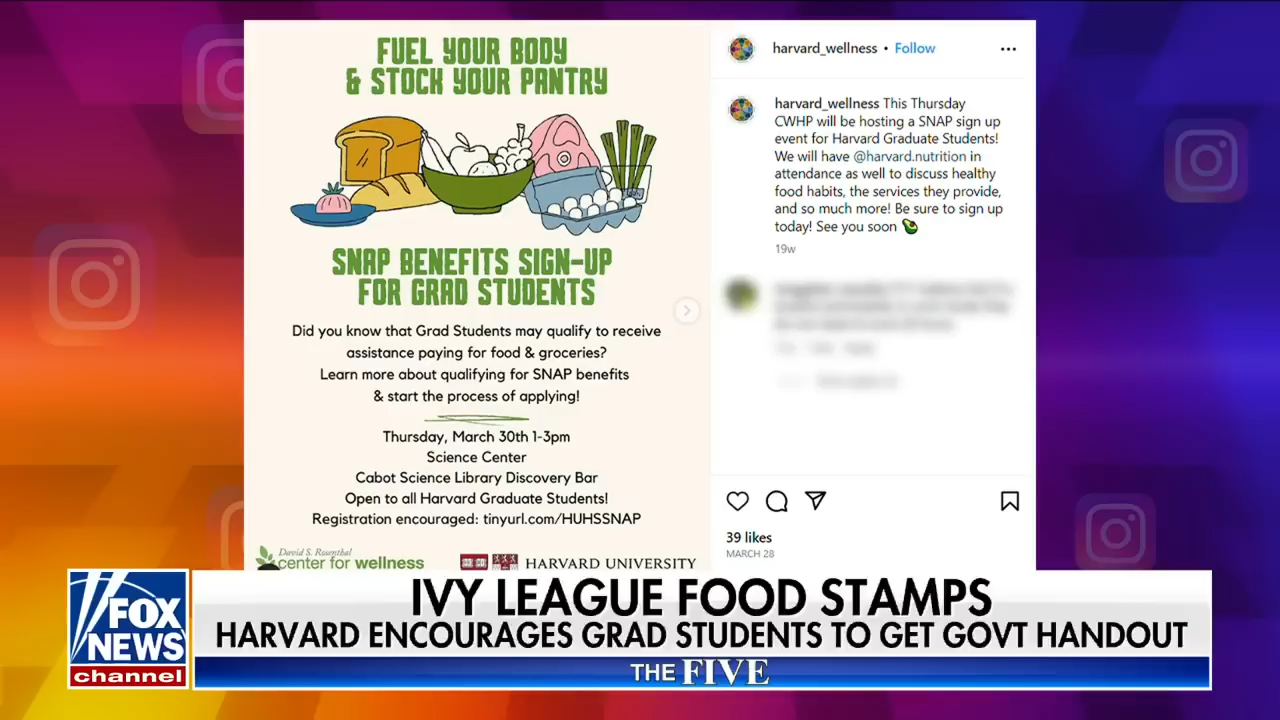 FUEL YOUR BODY
& STOCK YOUR PANTRY
SNAP BENEFITS SIGN-UP
FOR GRAD STUDENTS
Did you know that Grad Students may qualify to receive
assistance paying for food & groceries?
Learn more about qualifying for SNAP benefits
& start the process of applying!
Thursday, March 30th 1-3pm
Science Center
Cabot Science Library Discovery Bar
Open to all Harvard Graduate Students!
Registration encouraged: tinyurl.com/HUHSSNAP
David S. Rosenthal
center for wellness
HARVARD UNIVERSITY
harvard_wellness • Follow
harvard_wellness This Thursday
CWHP will be hosting a SNAP sign up
event for Harvard Graduate Students!
We will have @harvard.nutrition in
attendance as well to discuss healthy
food habits, the services they provide,
and so much more! Be sure to sign up
today! See you soon 🥑
19w
39 likes
MARCH 28
FOX
NEWS
channel
IVY LEAGUE FOOD STAMPS
HARVARD ENCOURAGES GRAD STUDENTS TO GET GOVT HANDOUT
THE FIVE